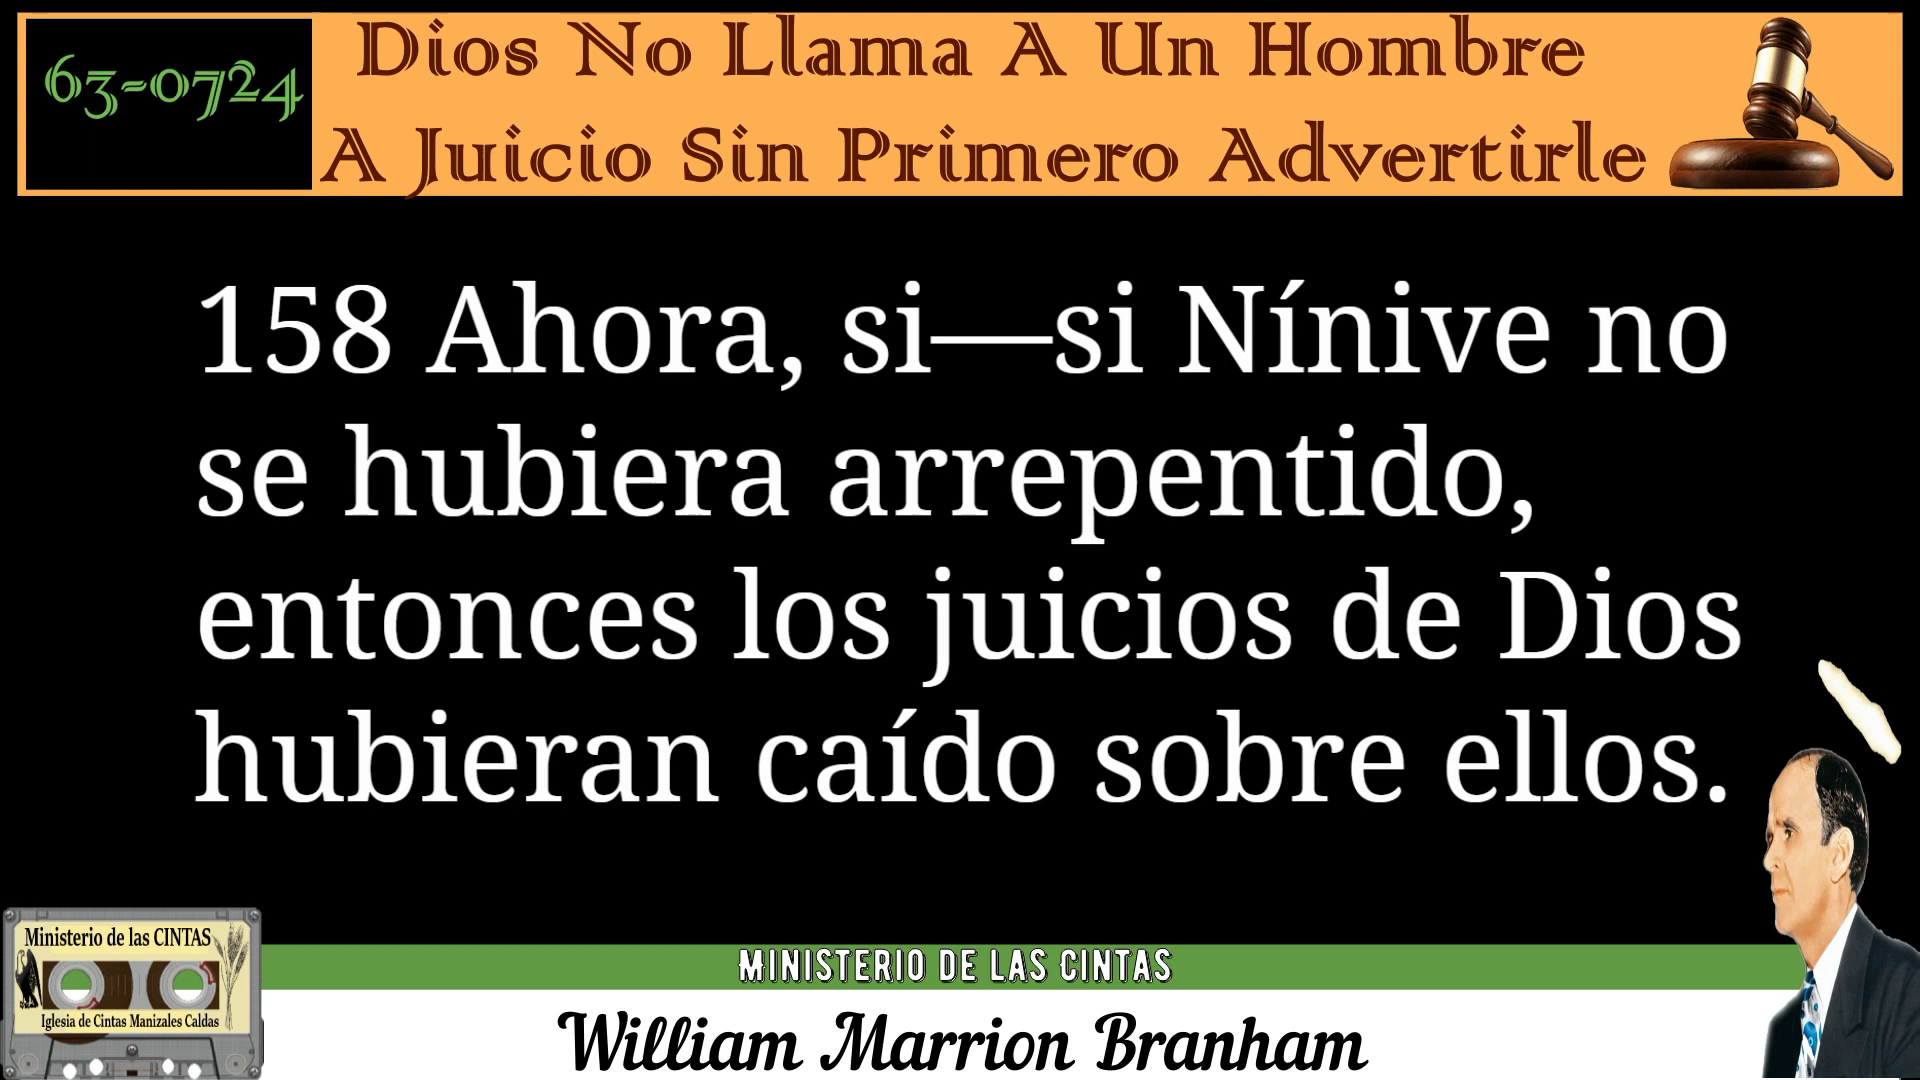 63-0724
Dios No Llama A Un Hombre
A Juicio Sin Primero Advertirle
158 Ahora, si—si Nínive no
se hubiera arrepentido,
entonces los juicios de Dios
hubieran caído sobre ellos.
Ministerio de las CINTAS
Iglesia de Cintas Manizales Caldas
MINISTERIO DE LAS CINTAS
William Marrion Branham